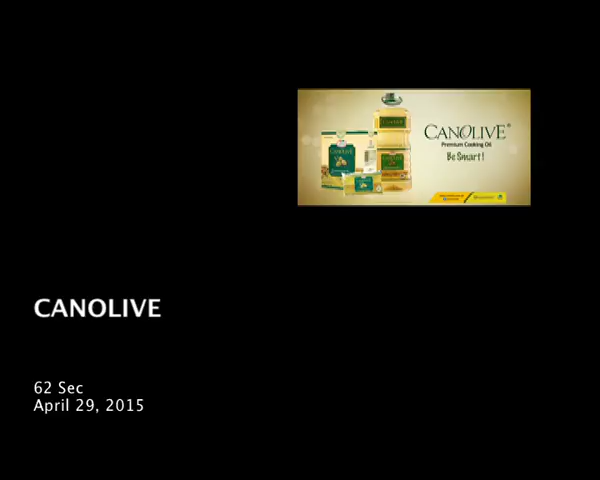 CANOLIVE
Premium Cooking Oil
Be Smart!
CANOLIVE
62 Sec
April 29, 2015